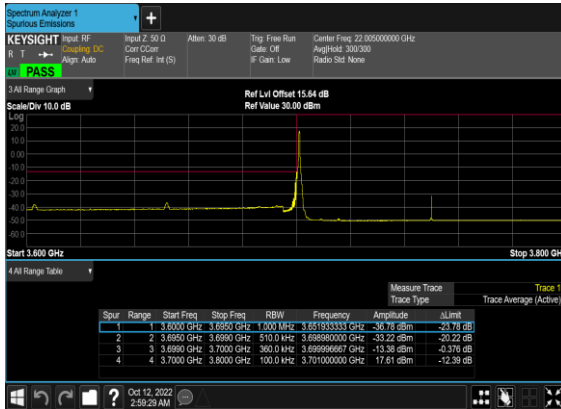 Spectrum Analyzer 1
Spurious Emissions
+
KEYSIGHT Input: RF Input Z: 50 Ω Atten: 30 dB Trig: Free Run Center Freq: 22.005000000 GHz
R T Coupling: DC Corr CCorr Gate: Off Avg|Hold: 300/300
Align: Auto Freq Ref: Int (S) IF Gain: Low Radio Std: None
PASS
3 All Range Graph
Ref Lvl Offset 15.64 dB
Scale/Div 10.0 dB Ref Value 30.00 dBm
Log
20.0
10.0
0.00
-10.0
-20.0
-30.0
-40.0
-50.0
-60.0
Start 3.600 GHz Stop 3.800 GH
4 All Range Table
Measure Trace Trace 1
Trace Type Trace Average (Active)
Spur Range Start Freq Stop Freq RBW Frequency Amplitude ΔLimit
1 1 3.6000 GHz 3.6950 GHz 1.000 MHz 3.651933333 GHz -36.78 dBm -23.78 dB
2 2 3.6950 GHz 3.6990 GHz 510.0 kHz 3.698980000 GHz -33.22 dBm -20.22 dB
3 3 3.6990 GHz 3.7000 GHz 360.0 kHz 3.699996667 GHz -13.38 dBm -0.376 dB
4 4 3.7000 GHz 3.8000 GHz 100.0 kHz 3.701000000 GHz 17.61 dBm -12.39 dB
? Oct 12, 2022
2:59:29 AM